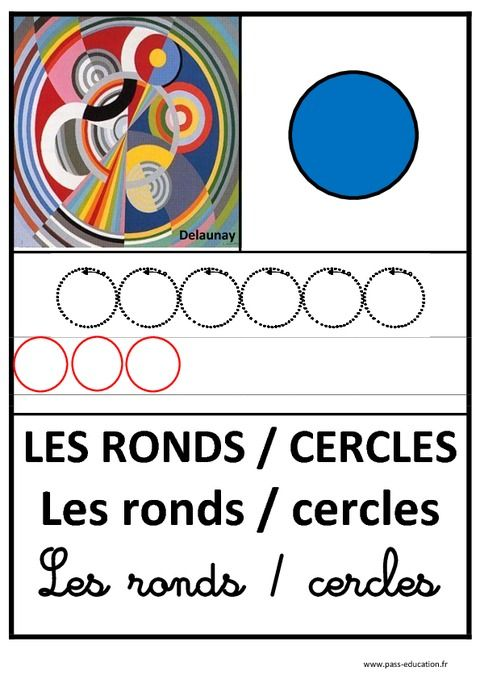 Delaunay
LES RONDS / CERCLES
Les ronds / cercles
Les ronds / cercles
www.pass-education.fr